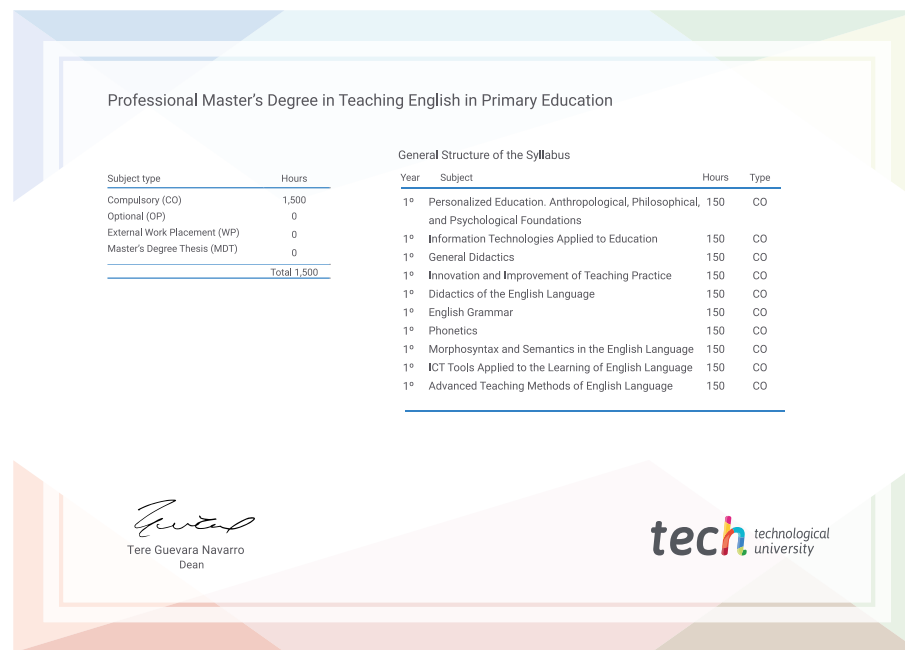 Professional Master's Degree in Teaching English in Primary Education
Subject type Hours
Compulsory (CO) 1,500
Optional (OP) 0
External Work Placement (WP) 0
Master's Degree Thesis (MDT) 0
Total 1,500
General Structure of the Syllabus
Year Subject Hours Type
1º Personalized Education. Anthropological, Philosophical, 150 CO
and Psychological Foundations
1º Information Technologies Applied to Education 150 CO
1º General Didactics 150 CO
1º Innovation and Improvement of Teaching Practice 150 CO
1º Didactics of the English Language 150 CO
1º English Grammar 150 CO
1º Phonetics 150 CO
1º Morphosyntax and Semantics in the English Language 150 CO
1º ICT Tools Applied to the Learning of English Language 150 CO
1º Advanced Teaching Methods of English Language 150 CO
Tere Guevara Navarro
Dean
tech technological
university